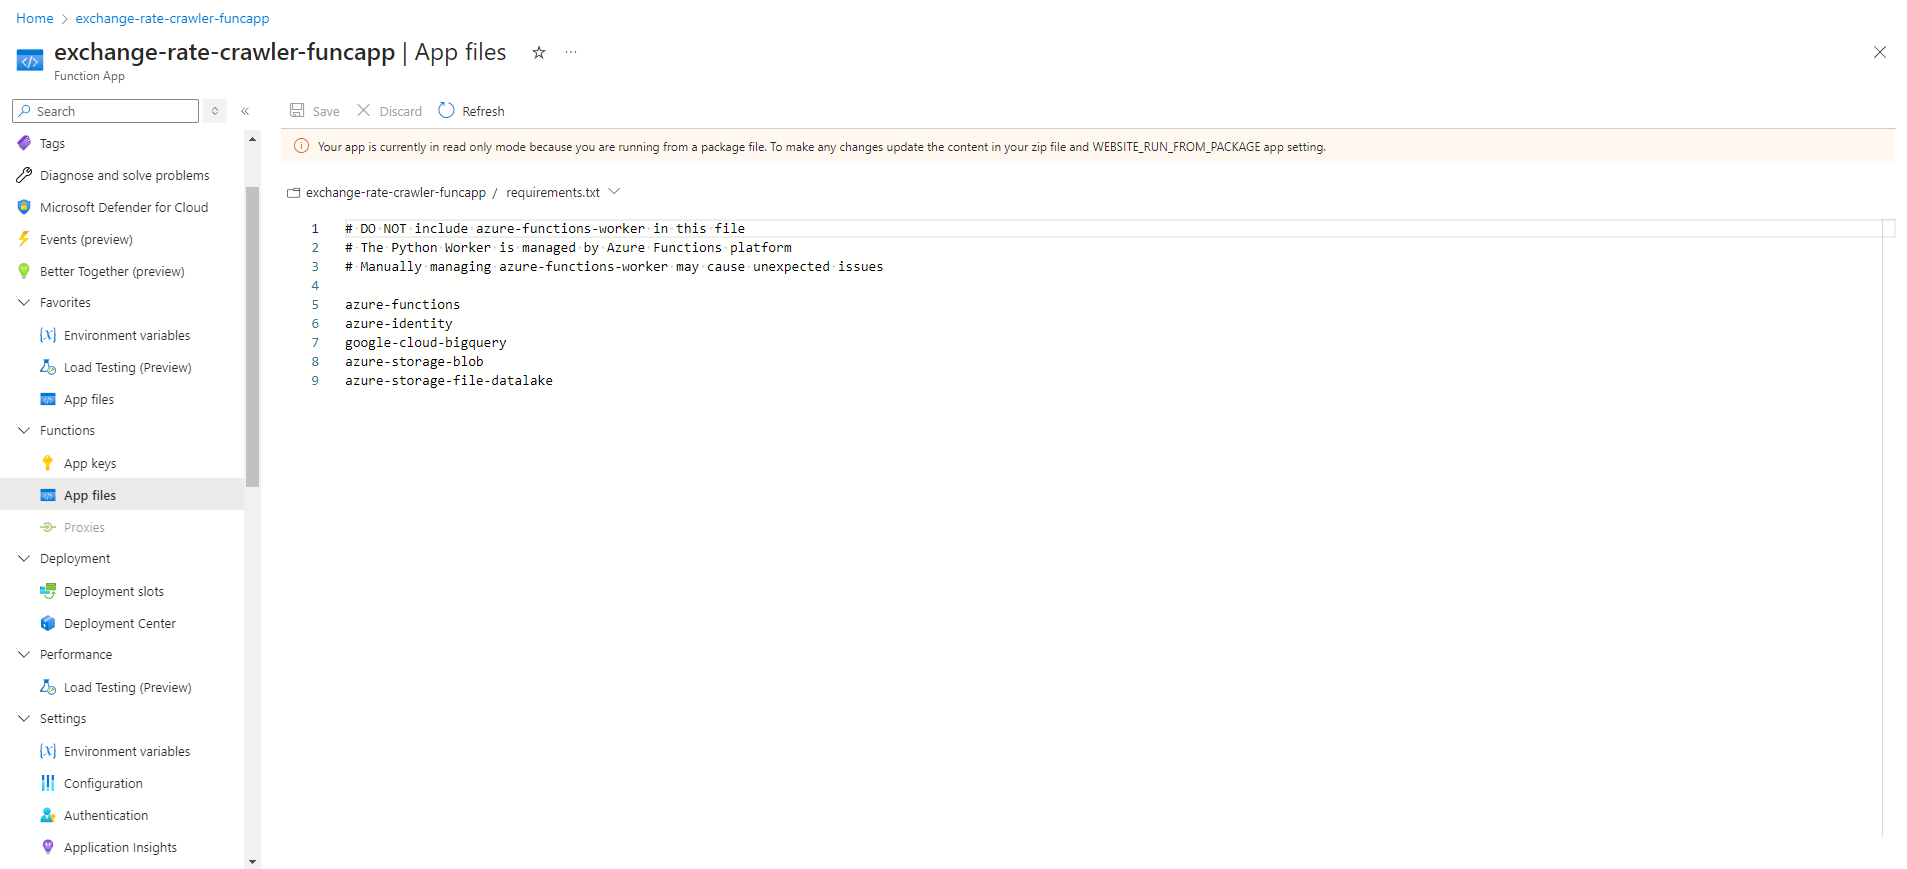 Home > exchange-rate-crawler-funcapp
exchange-rate-crawler-funcapp | App files
Function App
Search
Save Discard Refresh
Your app is currently in read only mode because you are running from a package file. To make any changes update the content in your zip file and WEBSITE_RUN_FROM_PACKAGE app setting.
Tags
Diagnose and solve problems
Microsoft Defender for Cloud
Events (preview)
Better Together (preview)
Favorites
Environment variables
Load Testing (Preview)
App files
Functions
App keys
App files
Proxies
Deployment
Deployment slots
Deployment Center
Performance
Load Testing (Preview)
Settings
Environment variables
Configuration
Authentication
Application Insights
exchange-rate-crawler-funcapp / requirements.txt
1 # DO NOT include azure-functions-worker in this file
2 # The Python Worker is managed by Azure Functions platform
3 # Manually managing azure-functions-worker may cause unexpected issues
4
5 azure-functions
6 azure-identity
7 google-cloud-bigquery
8 azure-storage-blob
9 azure-storage-file-datalake